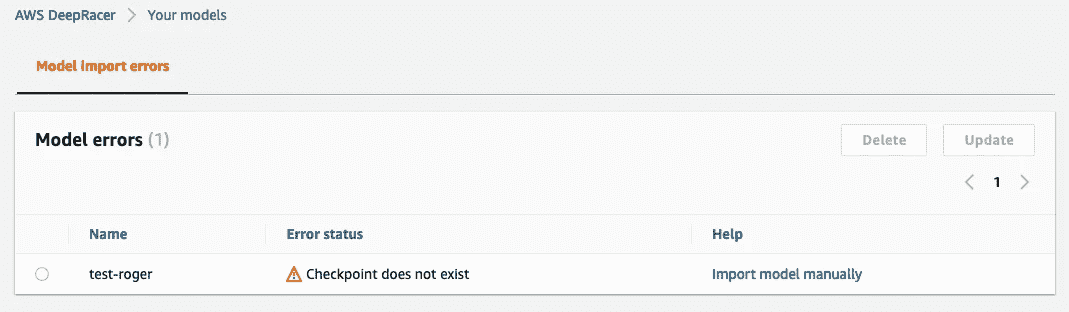 AWS DeepRacer > Your models
Model import errors
Model errors (1)
Delete Update
< 1 >
Name Error status Help
test-roger Checkpoint does not exist Import model manually